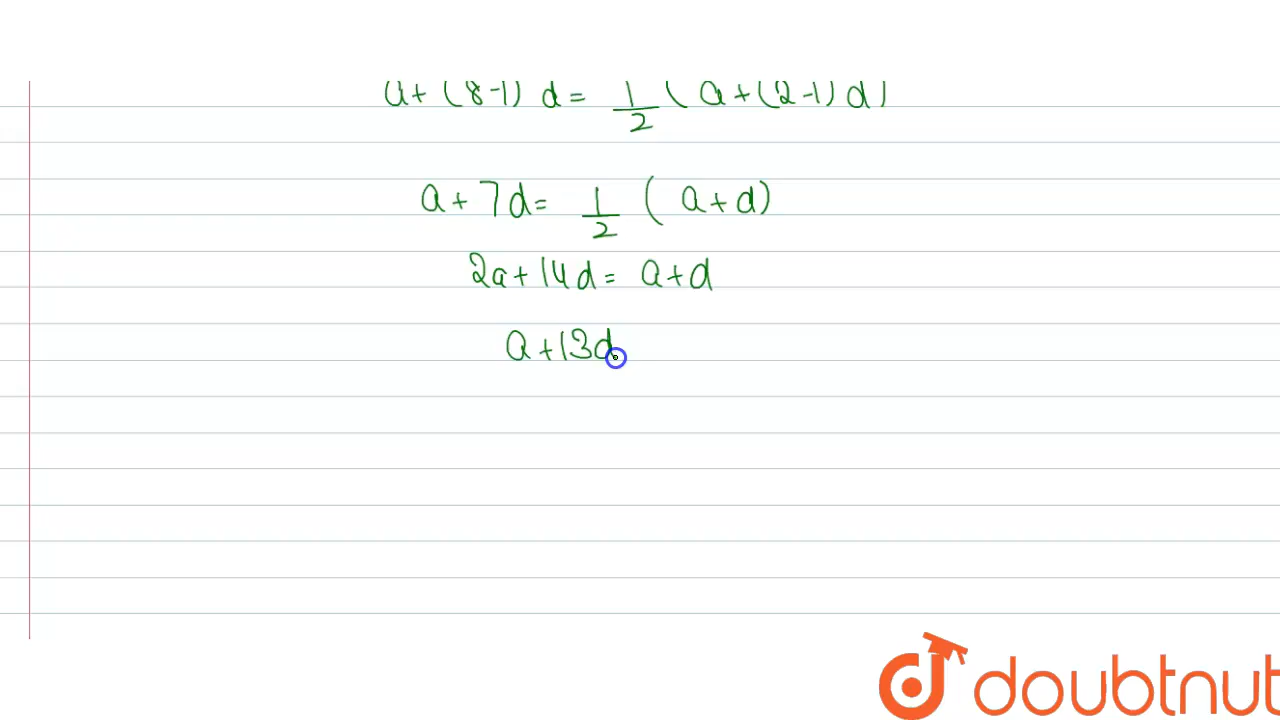 a + (8-1) d = 1/2 ( a + (2-1) d )
a + 7d = 1/2 ( a + d )
2a + 14d = a + d
a + 13d
doubtnut